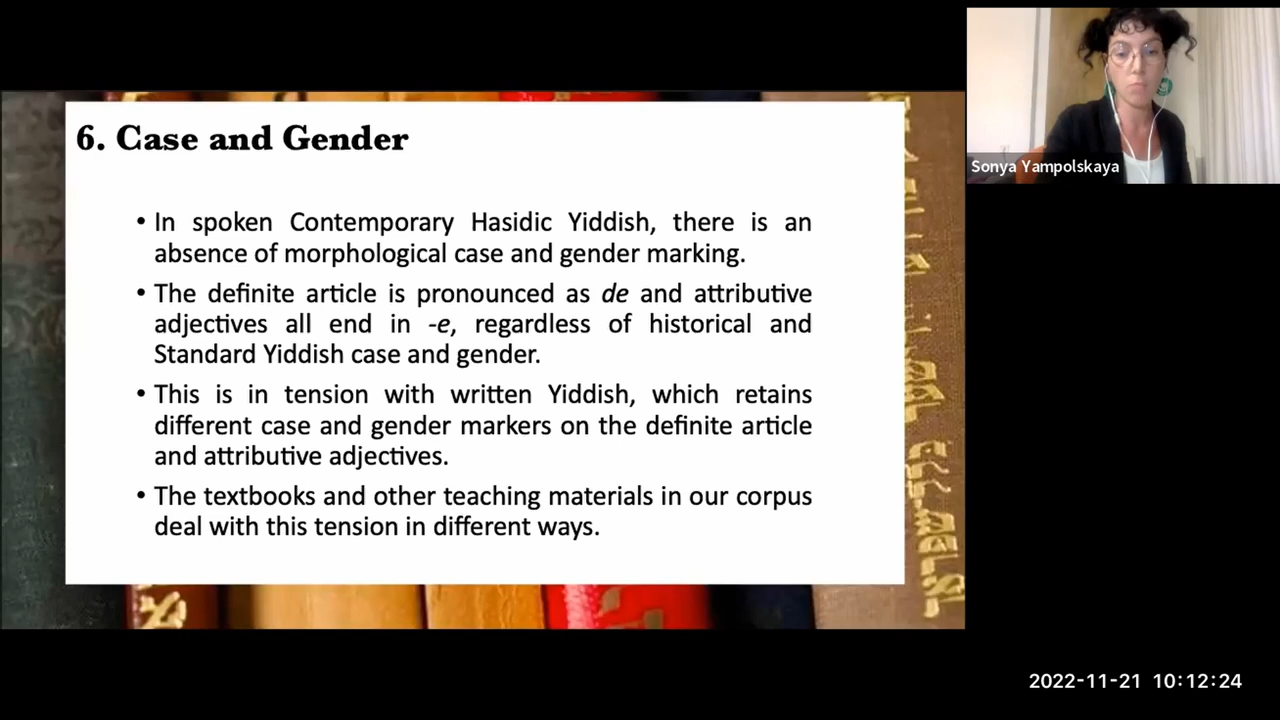 6. Case and Gender
• In spoken Contemporary Hasidic Yiddish, there is an
absence of morphological case and gender marking.
• The definite article is pronounced as de and attributive
adjectives all end in -e, regardless of historical and
Standard Yiddish case and gender.
• This is in tension with written Yiddish, which retains
different case and gender markers on the definite article
and attributive adjectives.
• The textbooks and other teaching materials in our corpus
deal with this tension in different ways.
Sonya Yampolskaya
2022-11-21 10:12:24